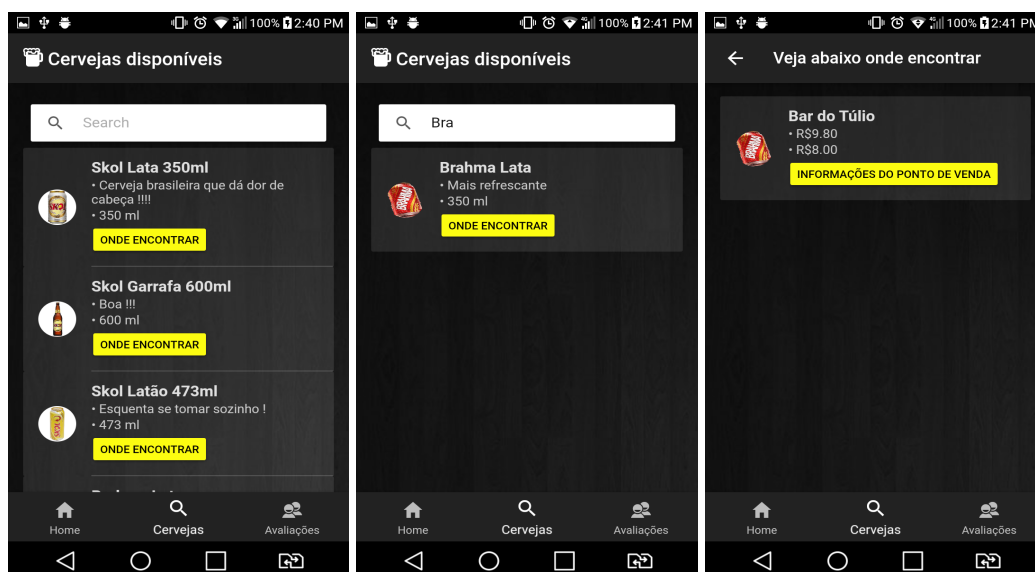 100% 2:40 PM
Cervejas disponíveis
Search
Skol Lata 350ml
• Cerveja brasileira que dá dor de
cabeça !!!!
• 350 ml
ONDE ENCONTRAR
Skol Garrafa 600ml
• Boa !!!
• 600 ml
ONDE ENCONTRAR
Skol Latão 473ml
• Esquenta se tomar sozinho !
• 473 ml
ONDE ENCONTRAR
Home
Cervejas
Avaliações
100% 2:41 PM
Cervejas disponíveis
Bra
Brahma Lata
• Mais refrescante
• 350 ml
ONDE ENCONTRAR
Home
Cervejas
Avaliações
100% 2:41 PM
Veja abaixo onde encontrar
Bar do Túlio
• R$9.80
• R$8.00
INFORMAÇÕES DO PONTO DE VENDA
Home
Cervejas
Avaliações